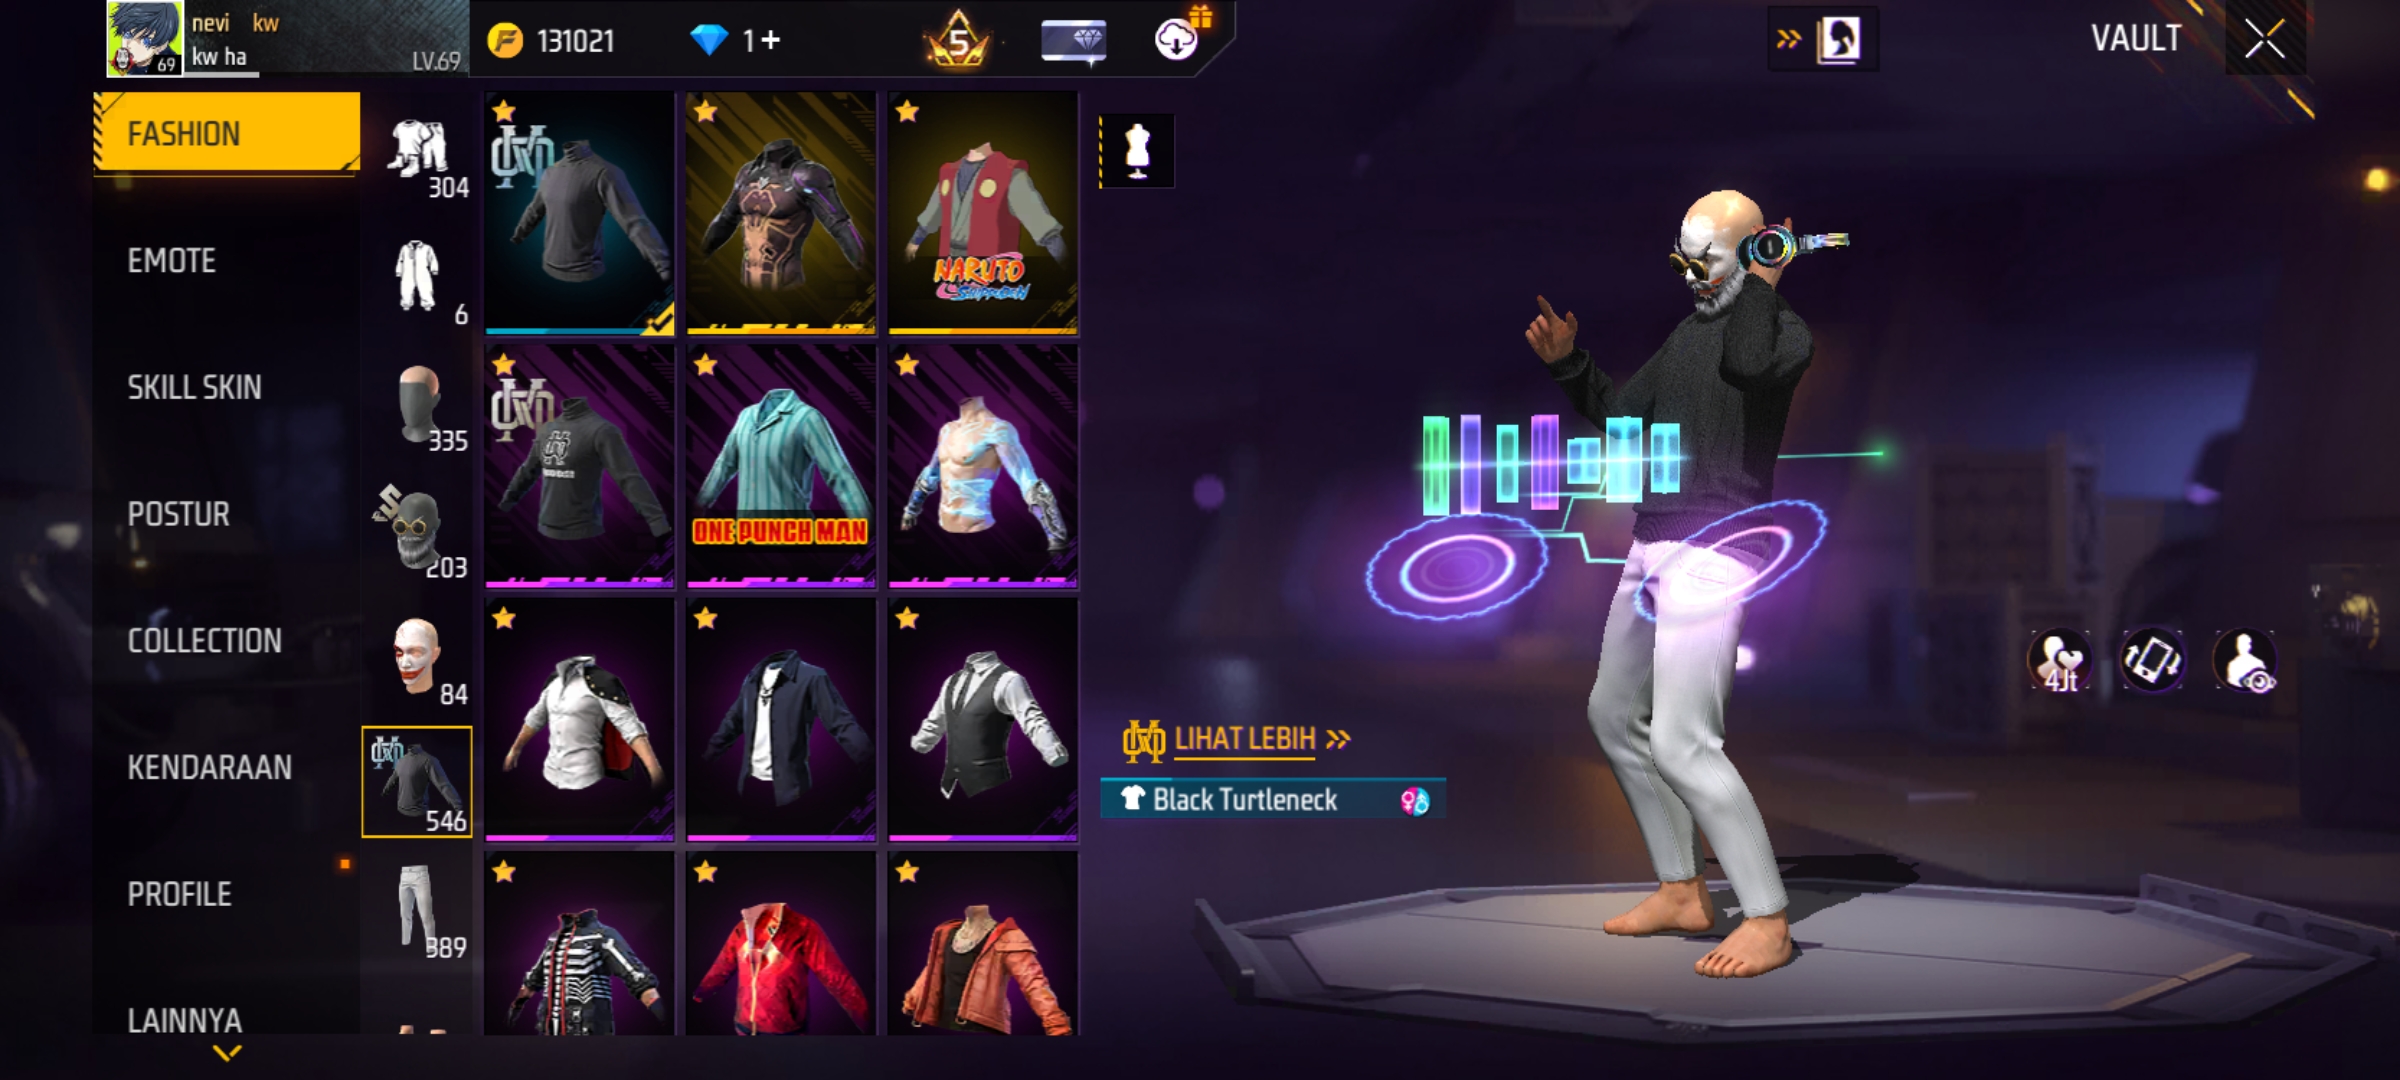 nevi kw
kw ha
69
LV.69
131021
1+
5
VAULT
FASHION
EMOTE
SKILL SKIN
POSTUR
COLLECTION
KENDARAAN
PROFILE
LAINNYA
304
6
335
203
84
546
389
NARUTO
Shippuden
ONE PUNCH MAN
LIHAT LEBIH
Black Turtleneck
4Jt